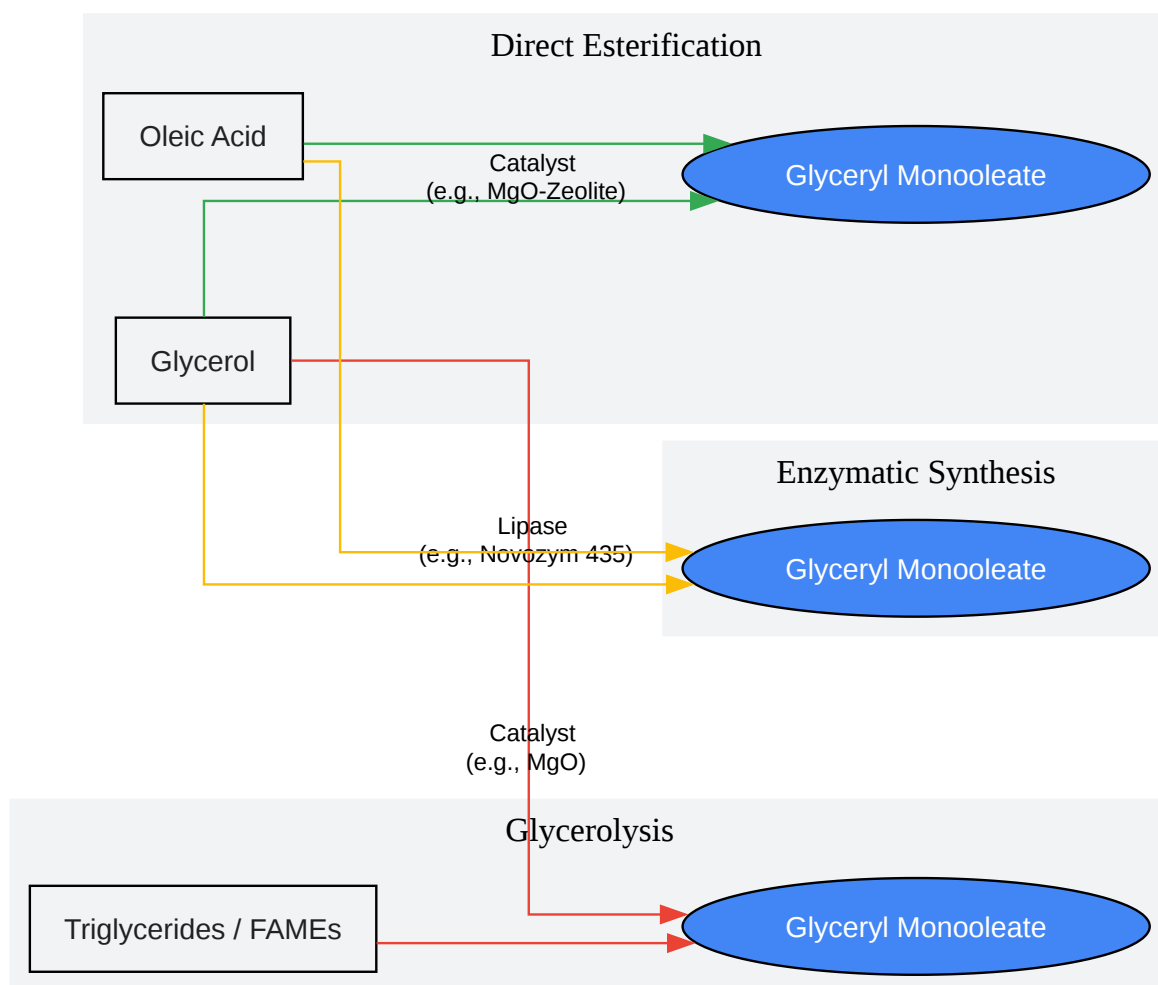 Direct Esterification
Oleic Acid
Catalyst
(e.g., MgO-Zeolite)
Glyceryl Monooleate
Glycerol
Enzymatic Synthesis
Lipase
(e.g., Novozym 435)
Glyceryl Monooleate
Catalyst
(e.g., MgO)
Glycerolysis
Triglycerides / FAMEs
Glyceryl Monooleate